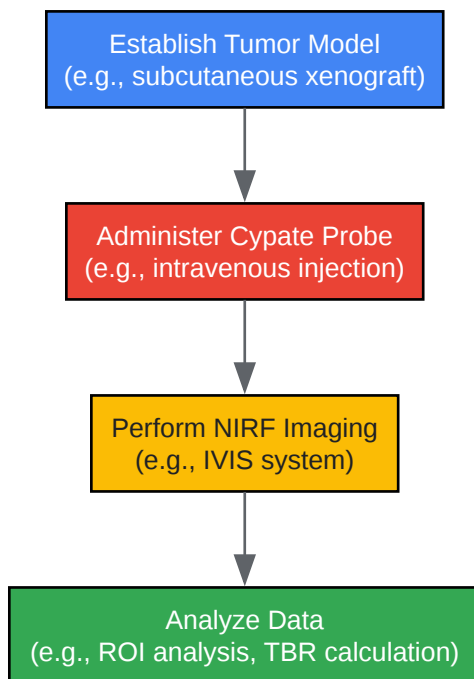 Establish Tumor Model
(e.g., subcutaneous xenograft)
Administer Cypate Probe
(e.g., intravenous injection)
Perform NIRF Imaging
(e.g., IVIS system)
Analyze Data
(e.g., ROI analysis, TBR calculation)